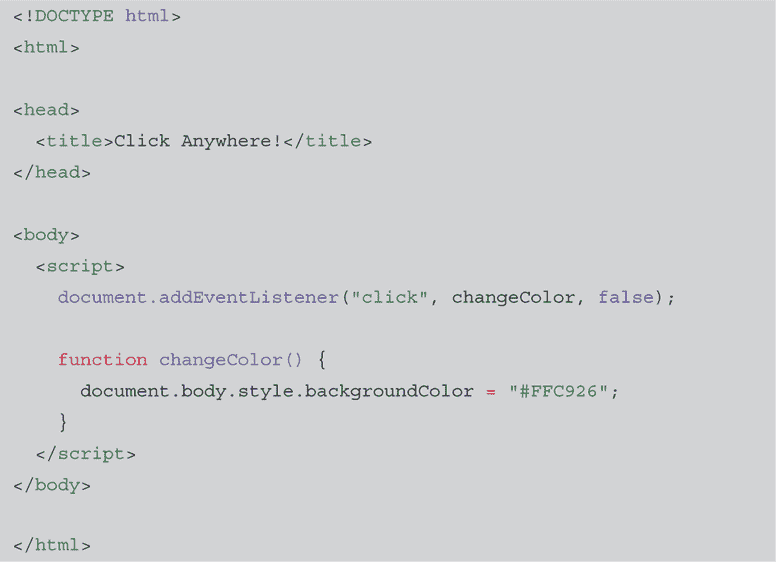 <!DOCTYPE html>
<html>
<head>
<title>Click Anywhere!</title>
</head>
<body>
<script>
document.addEventListener("click", changeColor, false);
function changeColor() {
document.body.style.backgroundColor = "#FFC926";
}
</script>
</body>
</html>